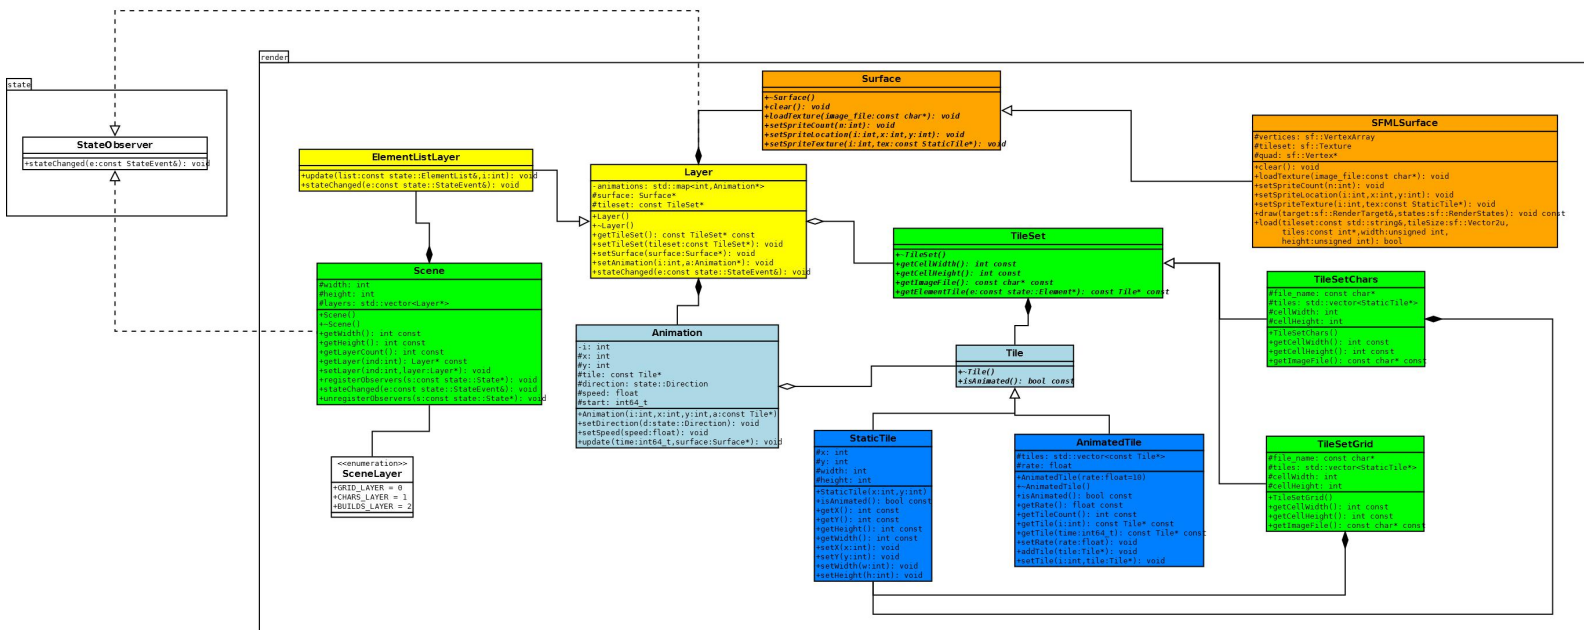 render
state
StateObserver
+stateChanged(e:const StateEvent&): void
ElementListLayer
+update(list:const state::ElementList&,i:int): void
+stateChanged(e:const state::StateEvent&): void
Scene
#width: int
#height: int
#layers: std::vector<Layer*>
+Scene()
+~Scene()
+getWidth(): int const
+getHeight(): int const
+getLayerCount(): int const
+getLayer(ind:int): Layer* const
+setLayer(ind:int,layer:Layer*): void
+registerObservers(s:const state::State*): void
+stateChanged(e:const state::StateEvent&): void
+unregisterObservers(s:const state::State*): void
<<enumeration>>
SceneLayer
+GRID_LAYER = 0
+CHARS_LAYER = 1
+BUILDS_LAYER = 2
Layer
-animations: std::map<int,Animation*>
#surface: Surface*
#tileset: const TileSet*
+Layer()
+~Layer()
+getTileSet(): const TileSet* const
+setTileSet(tileset:const TileSet*): void
+setSurface(surface:Surface*): void
+setAnimation(i:int,a:Animation*): void
+stateChanged(e:const state::StateEvent&): void
Animation
-i: int
#x: int
#y: int
#tile: const Tile*
#direction: state::Direction
#speed: float
#start: int64_t
+Animation(i:int,x:int,y:int,a:const Tile*)
+setDirection(d:state::Direction): void
+setSpeed(speed:float): void
+update(time:int64_t,surface:Surface*): void
Surface
+~Surface()
+clear(): void
+loadTexture(image_file:const char*): void
+setSpriteCount(n:int): void
+setSpriteLocation(i:int,x:int,y:int): void
+setSpriteTexture(i:int,tex:const StaticTile*): void
SFMLSurface
#vertices: sf::VertexArray
#tileset: sf::Texture
#quad: sf::Vertex*
+clear(): void
+loadTexture(image_file:const char*): void
+setSpriteCount(n:int): void
+setSpriteLocation(i:int,x:int,y:int): void
+setSpriteTexture(i:int,tex:const StaticTile*): void
+draw(target:sf::RenderTarget&,states:sf::RenderStates): void const
+load(tileset:const std::string&,tileSize:sf::Vector2u,
tiles:const int*,width:unsigned int,
height:unsigned int): bool
TileSet
+~TileSet()
+getCellWidth(): int const
+getCellHeight(): int const
+getImageFile(): const char* const
+getElementTile(e:const state::Element*): const Tile* const
Tile
+~Tile()
+isAnimated(): bool const
StaticTile
#x: int
#y: int
#width: int
#height: int
+StaticTile(x:int,y:int)
+isAnimated(): bool const
+getX(): int const
+getY(): int const
+getHeight(): int const
+getWidth(): int const
+setX(x:int): void
+setY(y:int): void
+setWidth(w:int): void
+setHeight(h:int): void
AnimatedTile
#tiles: std::vector<const Tile*>
#rate: float
+AnimatedTile(rate:float=10)
+~AnimatedTile()
+isAnimated(): bool const
+getRate(): float const
+getTileCount(): int const
+getTile(i:int): const Tile* const
+getTile(time:int64_t): const Tile* const
+setRate(rate:float): void
+addTile(tile:Tile*): void
+setTile(i:int,tile:Tile*): void
TileSetChars
#file_name: const char*
#tiles: std::vector<StaticTile*>
#cellWidth: int
#cellHeight: int
+TileSetChars()
+getCellWidth(): int const
+getCellHeight(): int const
+getImageFile(): const char* const
TileSetGrid
#file_name: const char*
#tiles: std::vector<StaticTile*>
#cellWidth: int
#cellHeight: int
+TileSetGrid()
+getCellWidth(): int const
+getCellHeight(): int const
+getImageFile(): const char* const